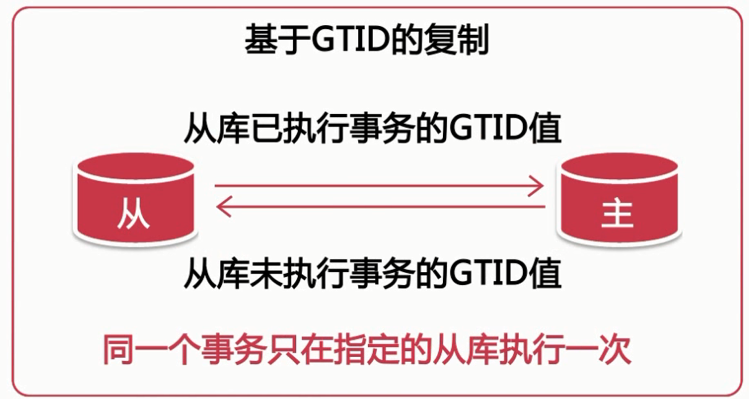 基于GTID的复制
从库已执行事务的GTID值
从
主
从库未执行事务的GTID值
同一个事务只在指定的从库执行一次